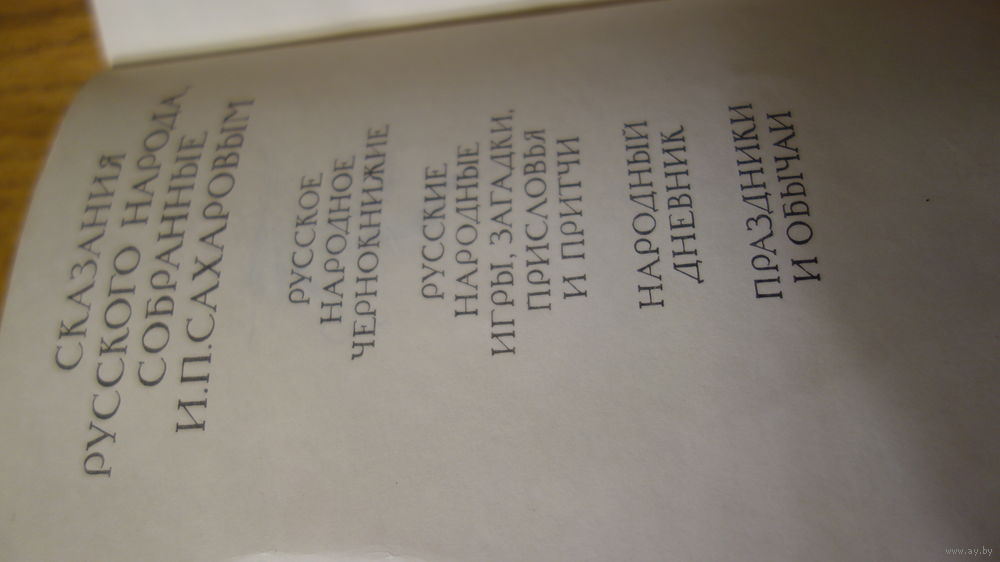 СКАЗАНИЯ
РУССКОГО НАРОДА,
СОБРАННЫЕ
И.П.САХАРОВЫМ
РУССКОЕ
НАРОДНОЕ
ЧЕРНОКНИЖИЕ
РУССКИЕ
НАРОДНЫЕ
ИГРЫ, ЗАГАДКИ,
ПРИСЛОВЬЯ
И ПРИТЧИ
НАРОДНЫЙ
ДНЕВНИК
ПРАЗДНИКИ
И ОБЫЧАИ
www.ay.by